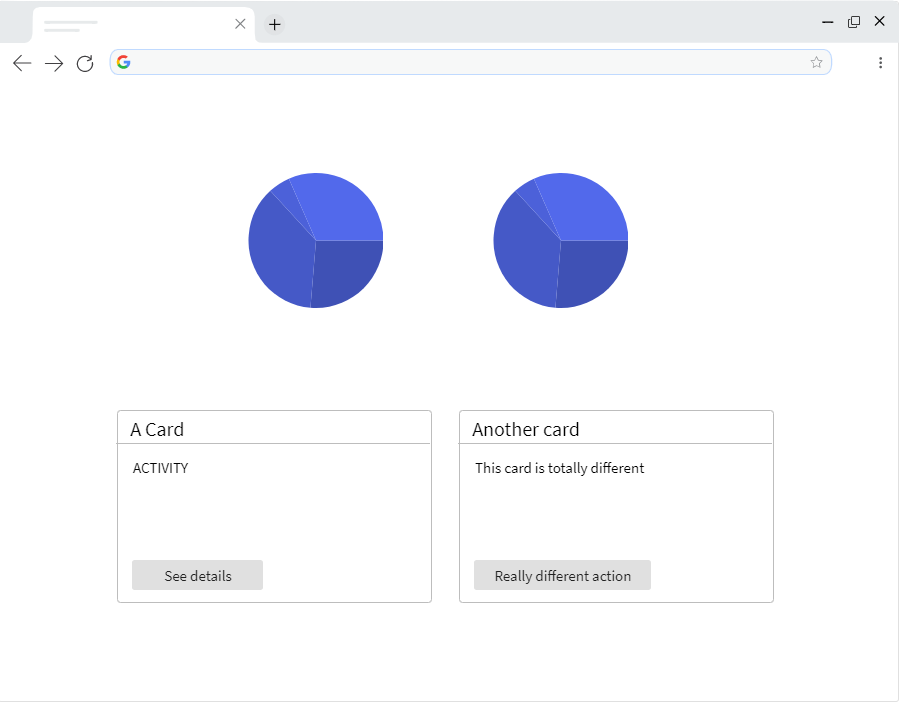 A Card
ACTIVITY
See details
Another card
This card is totally different
Really different action